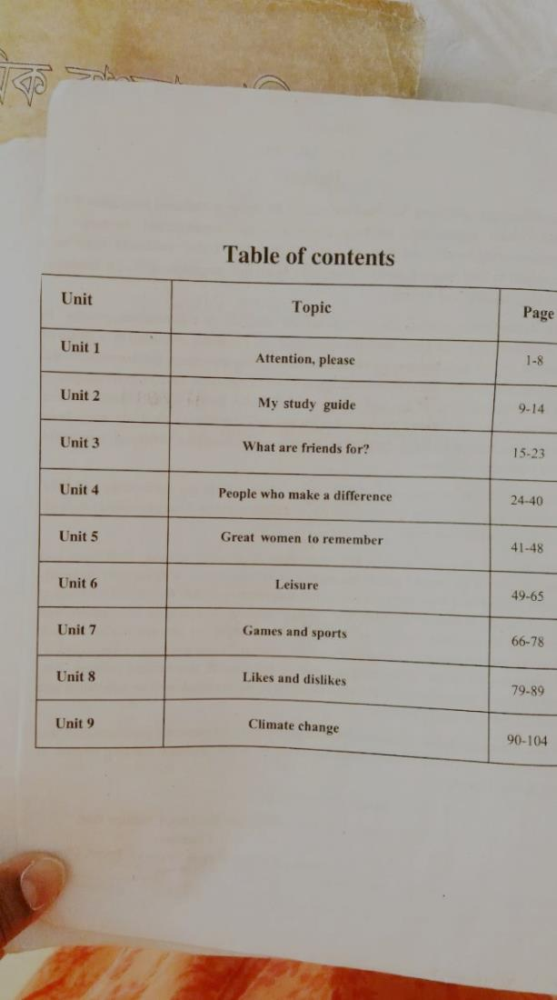 Table of contents
Unit Topic Page
Unit 1 Attention, please 1-8
Unit 2 My study guide 9-14
Unit 3 What are friends for? 15-23
Unit 4 People who make a difference 24-40
Unit 5 Great women to remember 41-48
Unit 6 Leisure 49-65
Unit 7 Games and sports 66-78
Unit 8 Likes and dislikes 79-89
Unit 9 Climate change 90-104